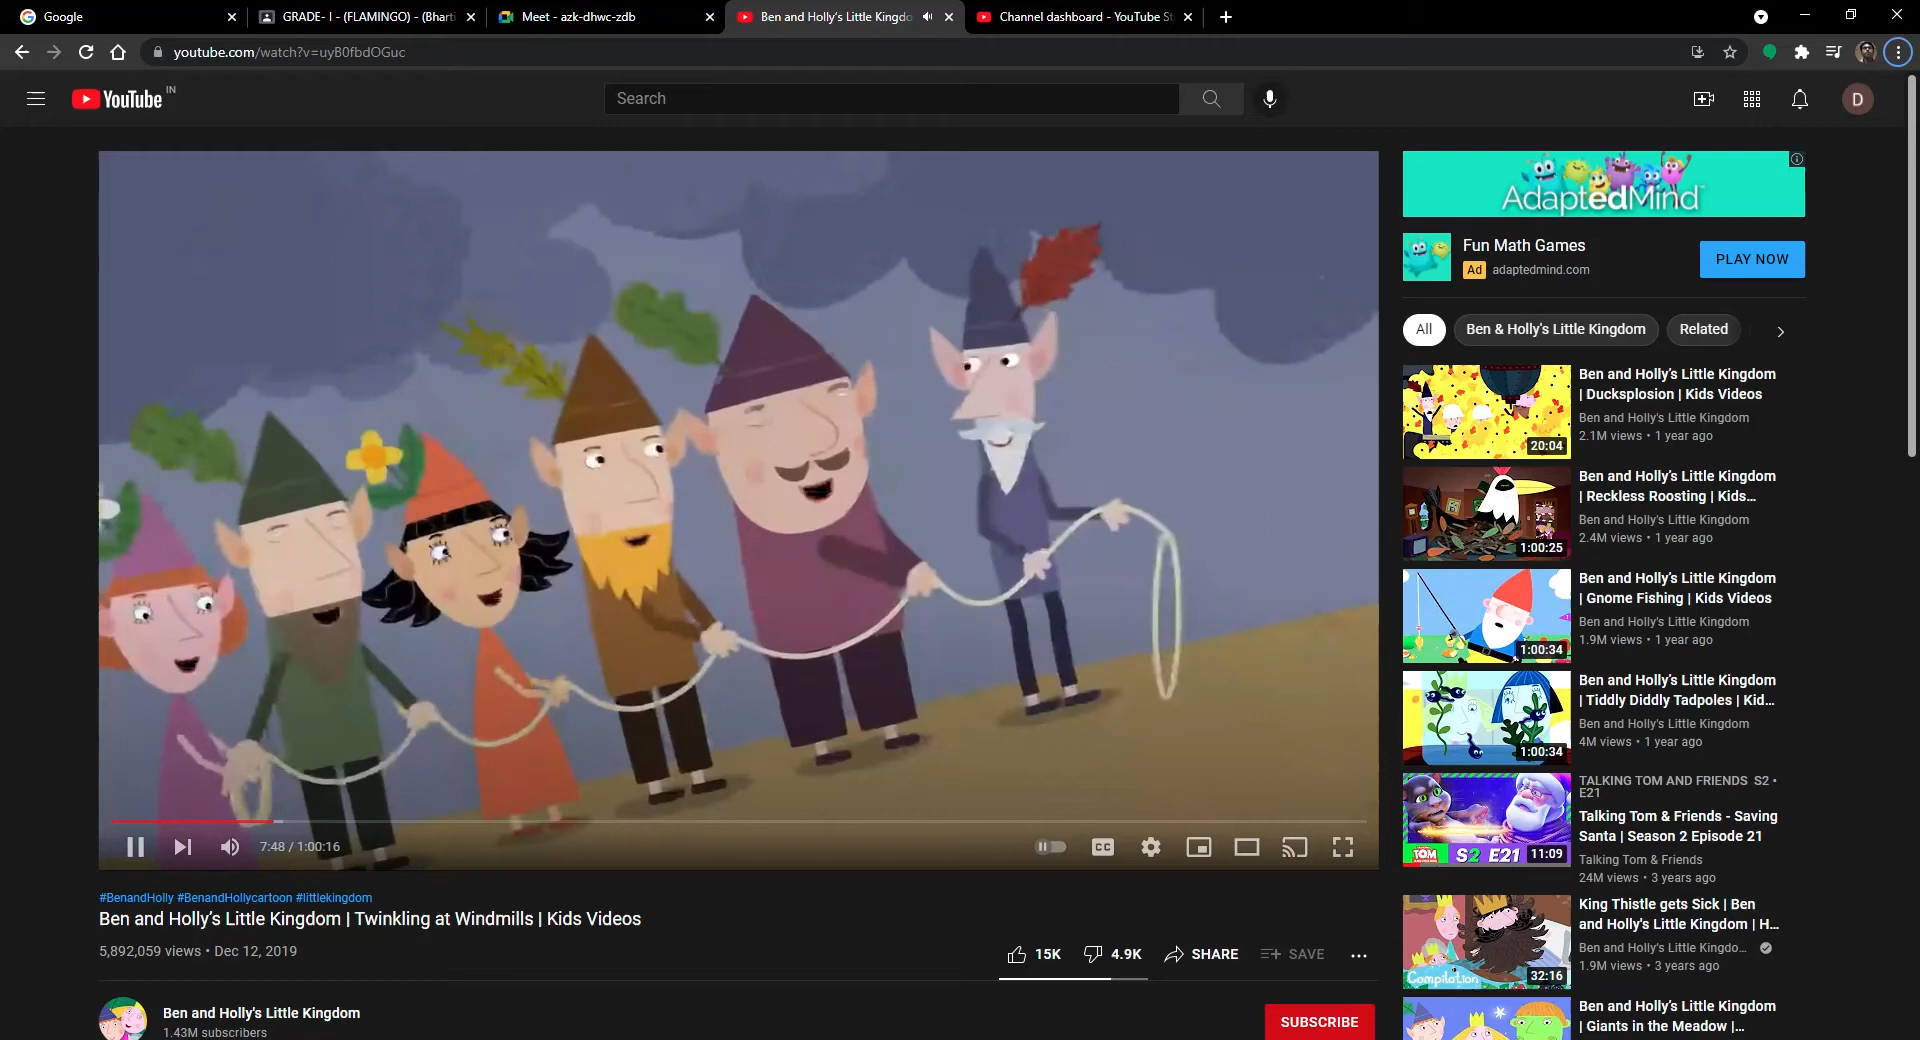 Google
GRADE- I - (FLAMINGO) - (Bharti
Meet - azk-dhwc-zdb
Ben and Holly's Little Kingdo
Channel dashboard - YouTube St
youtube.com/watch?v=uyB0fbdOGuc
YouTube IN
Search
D
AdaptedMind
Fun Math Games
Ad adaptedmind.com
PLAY NOW
All
Ben & Holly's Little Kingdom
Related
Ben and Holly's Little Kingdom
| Ducksplosion | Kids Videos
Ben and Holly's Little Kingdom
2.1M views • 1 year ago
20:04
Ben and Holly's Little Kingdom
| Reckless Roosting | Kids...
Ben and Holly's Little Kingdom
2.4M views • 1 year ago
1:00:25
Ben and Holly's Little Kingdom
| Gnome Fishing | Kids Videos
Ben and Holly's Little Kingdom
1.9M views • 1 year ago
1:00:34
Ben and Holly's Little Kingdom
| Tiddly Diddly Tadpoles | Kid...
Ben and Holly's Little Kingdom
4M views • 1 year ago
1:00:34
TALKING TOM AND FRIENDS S2 •
E21
Talking Tom & Friends - Saving
Santa | Season 2 Episode 21
Talking Tom & Friends
24M views • 3 years ago
TOM
S2 E21
11:09
King Thistle gets Sick | Ben
and Holly's Little Kingdom | H...
Ben and Holly's Little Kingdo...
1.9M views • 3 years ago
Compilation
32:16
Ben and Holly's Little Kingdom
| Giants in the Meadow |...
7:48 / 1:00:16
CC
#BenandHolly #BenandHollycartoon #littlekingdom
Ben and Holly's Little Kingdom | Twinkling at Windmills | Kids Videos
5,892,059 views • Dec 12, 2019
15K
4.9K
SHARE
SAVE
Ben and Holly's Little Kingdom
1.43M subscribers
SUBSCRIBE